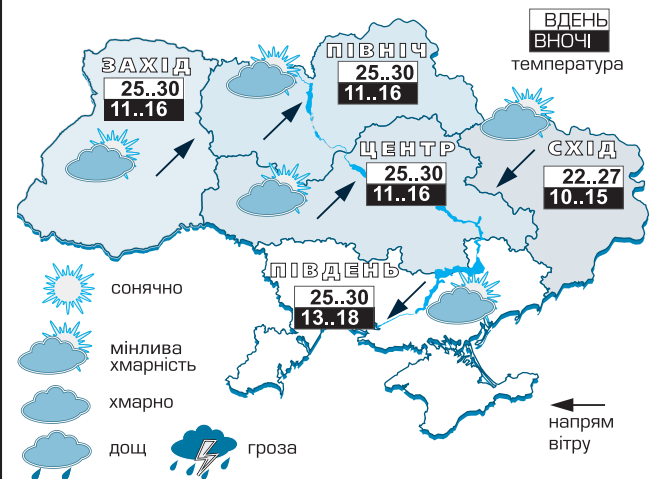 ВДЕНЬ
ВНОЧІ
температура
ЗАХІД
25..30
11..16
ПІВНІЧ
25..30
11..16
ЦЕНТР
25..30
11..16
СХІД
22..27
10..15
ПІВДЕНЬ
25..30
13..18
сонячно
мінлива
хмарність
хмарно
дощ
гроза
напрям
вітру